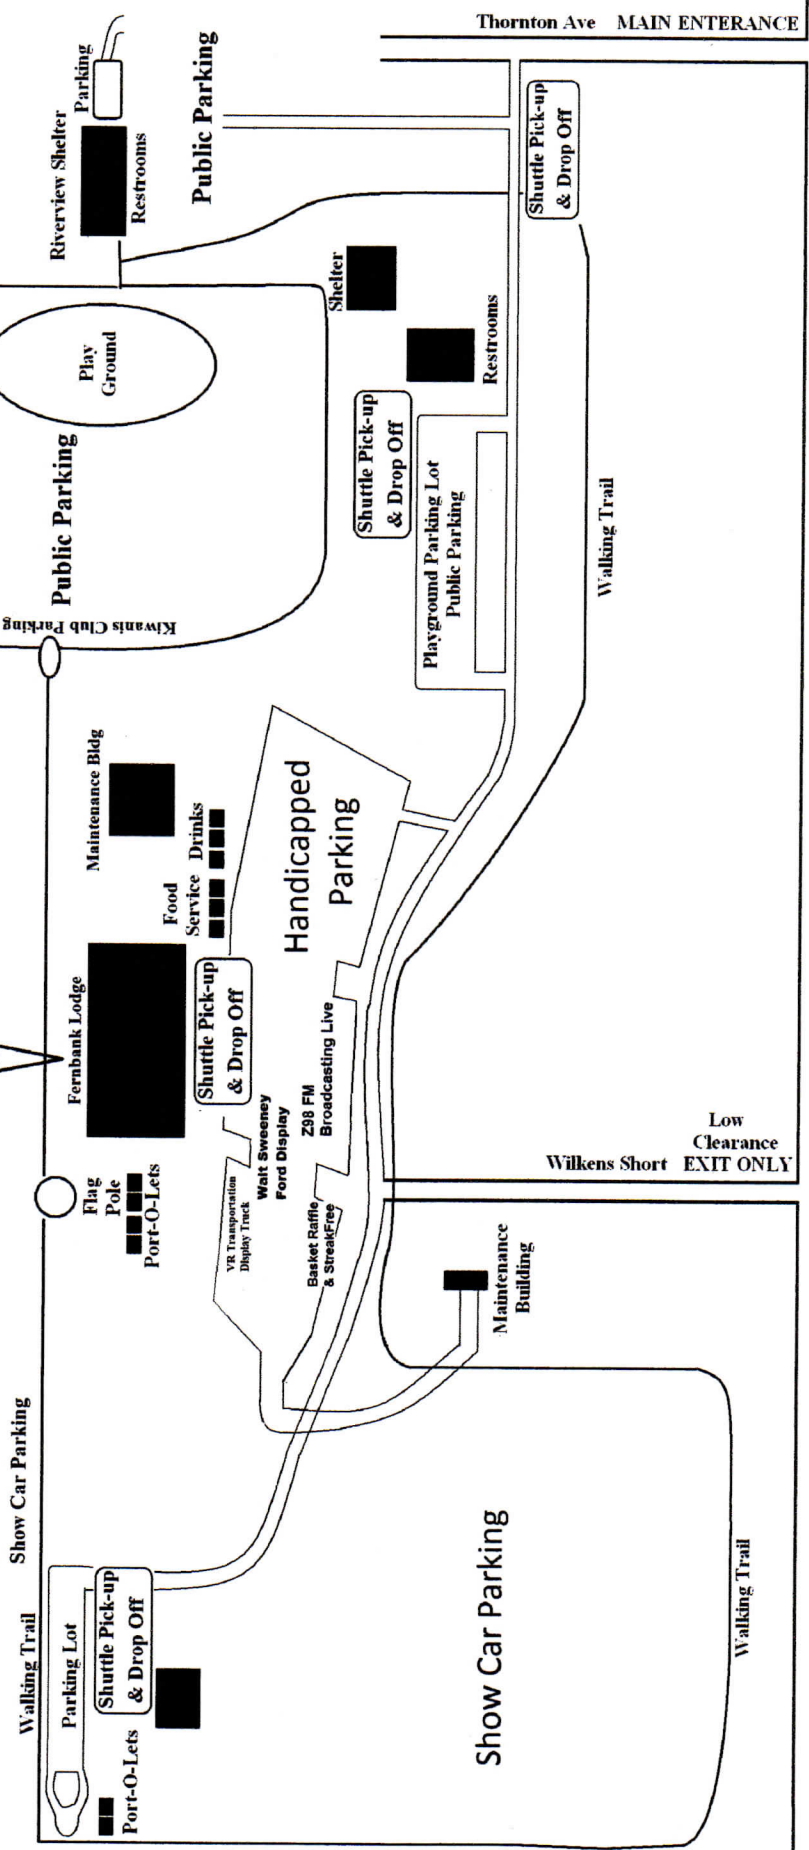 Thornton Ave MAIN ENTERANCE
Parking
Riverview Shelter
Restrooms
Public Parking
Shuttle Pick-up
& Drop Off
Shelter
Restrooms
Play
Ground
Public Parking
Kiwanis Club Parking
Shuttle Pick-up
& Drop Off
Playground Parking Lot
Public Parking
Walking Trail
Maintenance Bldg
Food
Service Drinks
Handicapped
Parking
Fernbank Lodge
Shuttle Pick-up
& Drop Off
Walt Sweeney
Ford Display
Z98 FM
Broadcasting Live
Low
Clearance
Wilkens Short EXIT ONLY
Flag
Pole
Port-O-Lets
VR Transportation
Display Truck
Basket Raffle
& StreakFree
Maintenance
Building
Show Car Parking
Walking Trail
Parking Lot
Shuttle Pick-up
& Drop Off
Port-O-Lets
Show Car Parking
Walking Trail